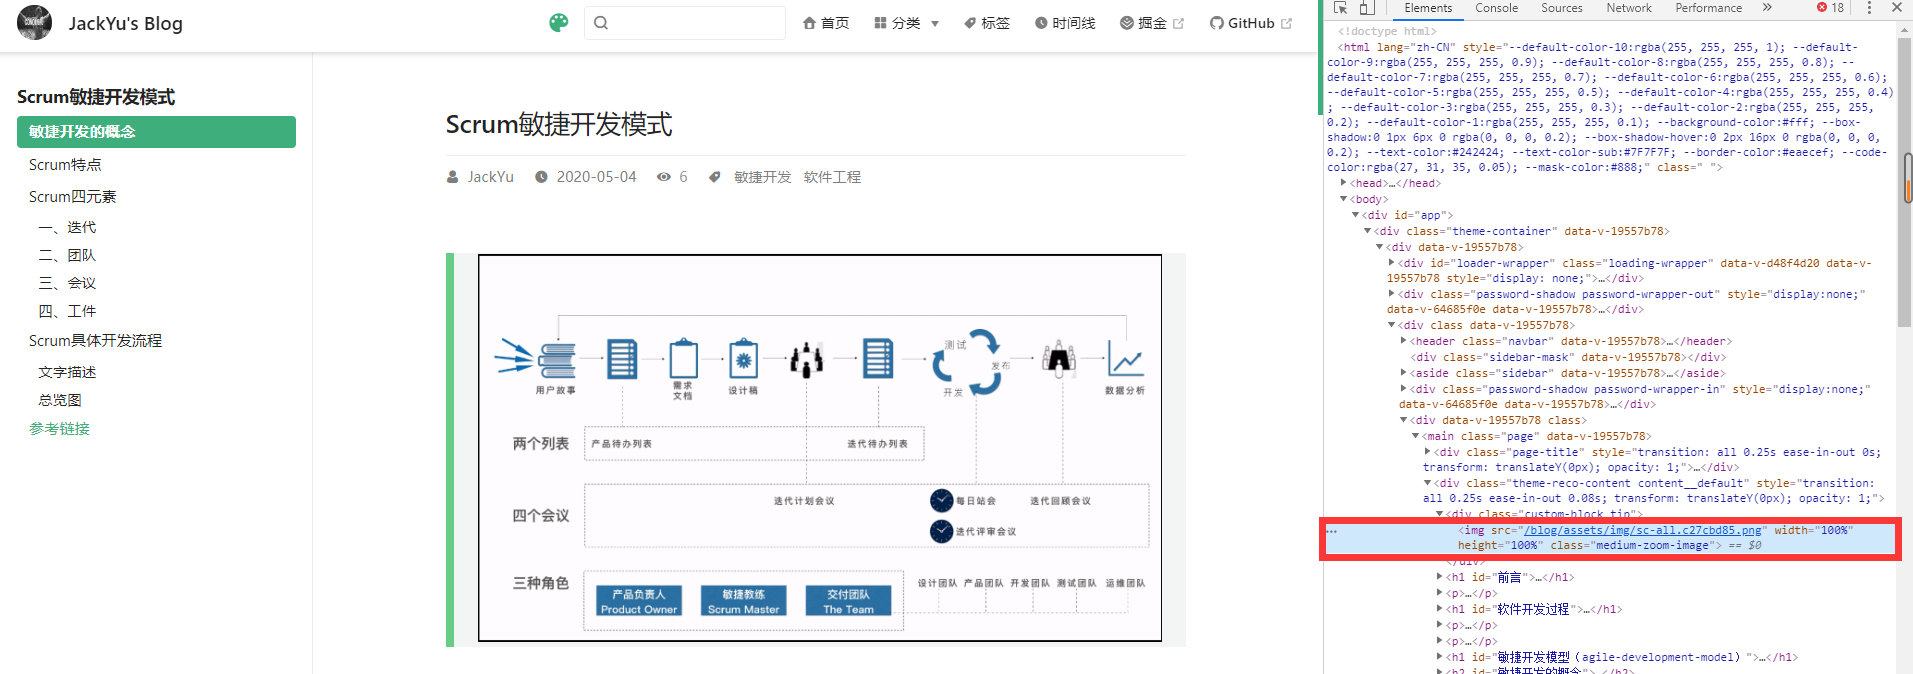 JackYu's Blog
首页
分类
标签
时间线
掘金
GitHub
Scrum敏捷开发模式
敏捷开发的概念
Scrum特点
Scrum四元素
一、迭代
二、团队
三、会议
四、工件
Scrum具体开发流程
文字描述
总览图
参考链接
Scrum敏捷开发模式
JackYu 2020-05-04 6 敏捷开发 软件工程
用户故事
需求
文档
设计稿
测试
发布
开发
数据分析
两个列表
产品待办列表
迭代待办列表
四个会议
迭代计划会议
每日站会
迭代回顾会议
迭代评审会议
三种角色
产品负责人
Product Owner
敏捷教练
Scrum Master
交付团队
The Team
设计团队 产品团队 开发团队 测试团队 运维团队
Elements Console Sources Network Performance » 18
<!doctype html>
<html lang="zh-CN" style="--default-color-10:rgba(255, 255, 255, 1); --default-
color-9:rgba(255, 255, 255, 0.9); --default-color-8:rgba(255, 255, 255, 0.8); --
default-color-7:rgba(255, 255, 255, 0.7); --default-color-6:rgba(255, 255, 255, 0.6);
--default-color-5:rgba(255, 255, 255, 0.5); --default-color-4:rgba(255, 255, 255, 0.4)
; --default-color-3:rgba(255, 255, 255, 0.3); --default-color-2:rgba(255, 255, 255,
0.2); --default-color-1:rgba(255, 255, 255, 0.1); --background-color:#fff; --box-
shadow:0 1px 6px 0 rgba(0, 0, 0, 0.2); --box-shadow-hover:0 2px 16px 0 rgba(0, 0, 0,
0.2); --text-color:#242424; --text-color-sub:#7F7F7F; --border-color:#eaecef; --code-
color:rgba(27, 31, 35, 0.05); --mask-color:#888;" class=" ">
<head>…</head>
<body>
<div id="app">
<div class="theme-container" data-v-19557b78>
<div data-v-19557b78>
<div id="loader-wrapper" class="loading-wrapper" data-v-d48f4d20 data-v-
19557b78 style="display: none;">…</div>
<div class="password-shadow password-wrapper-out" style="display:none;"
data-v-64685f0e data-v-19557b78>…</div>
<div class data-v-19557b78>
<header class="navbar" data-v-19557b78>…</header>
<div class="sidebar-mask" data-v-19557b78></div>
<aside class="sidebar" data-v-19557b78>…</aside>
<div class="password-shadow password-wrapper-in" style="display:none;"
data-v-64685f0e data-v-19557b78>…</div>
<div data-v-19557b78 class>
<main class="page" data-v-19557b78>
<div class="page-title" style="transition: all 0.25s ease-in-out 0s;
transform: translateY(0px); opacity: 1;">…</div>
<div class="theme-reco-content content__default" style="transition:
all 0.25s ease-in-out 0.08s; transform: translateY(0px); opacity: 1;">
<div class="custom-block tip">
<img src="/blog/assets/img/sc-all.c27cbd85.png" width="100%"
height="100%" class="medium-zoom-image"> == $0
</div>
<h1 id="前言">…</h1>
<p>…</p>
<h1 id="软件开发过程">…</h1>
<p>…</p>
<p>…</p>
<h1 id="敏捷开发模型（agile-development-model）">…</h1>
<h2 id="敏捷开发的概念">…</h2>